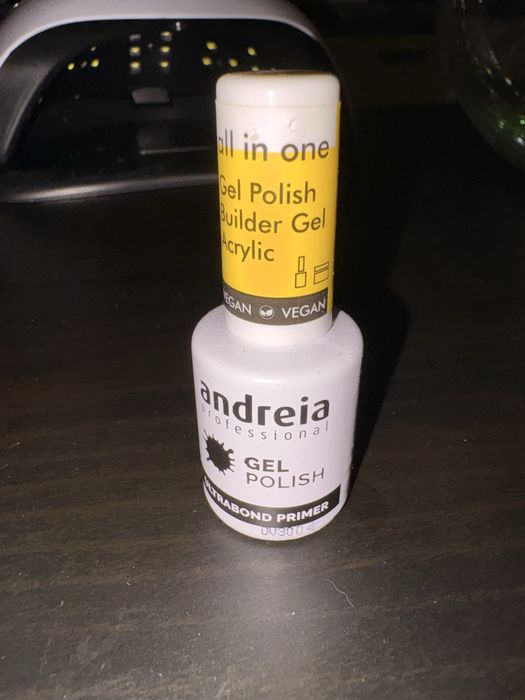 all in one
Gel Polish
Builder Gel
Acrylic
VEGAN VEGAN
andreia
professional
GEL
POLISH
ULTRABOND PRIMER